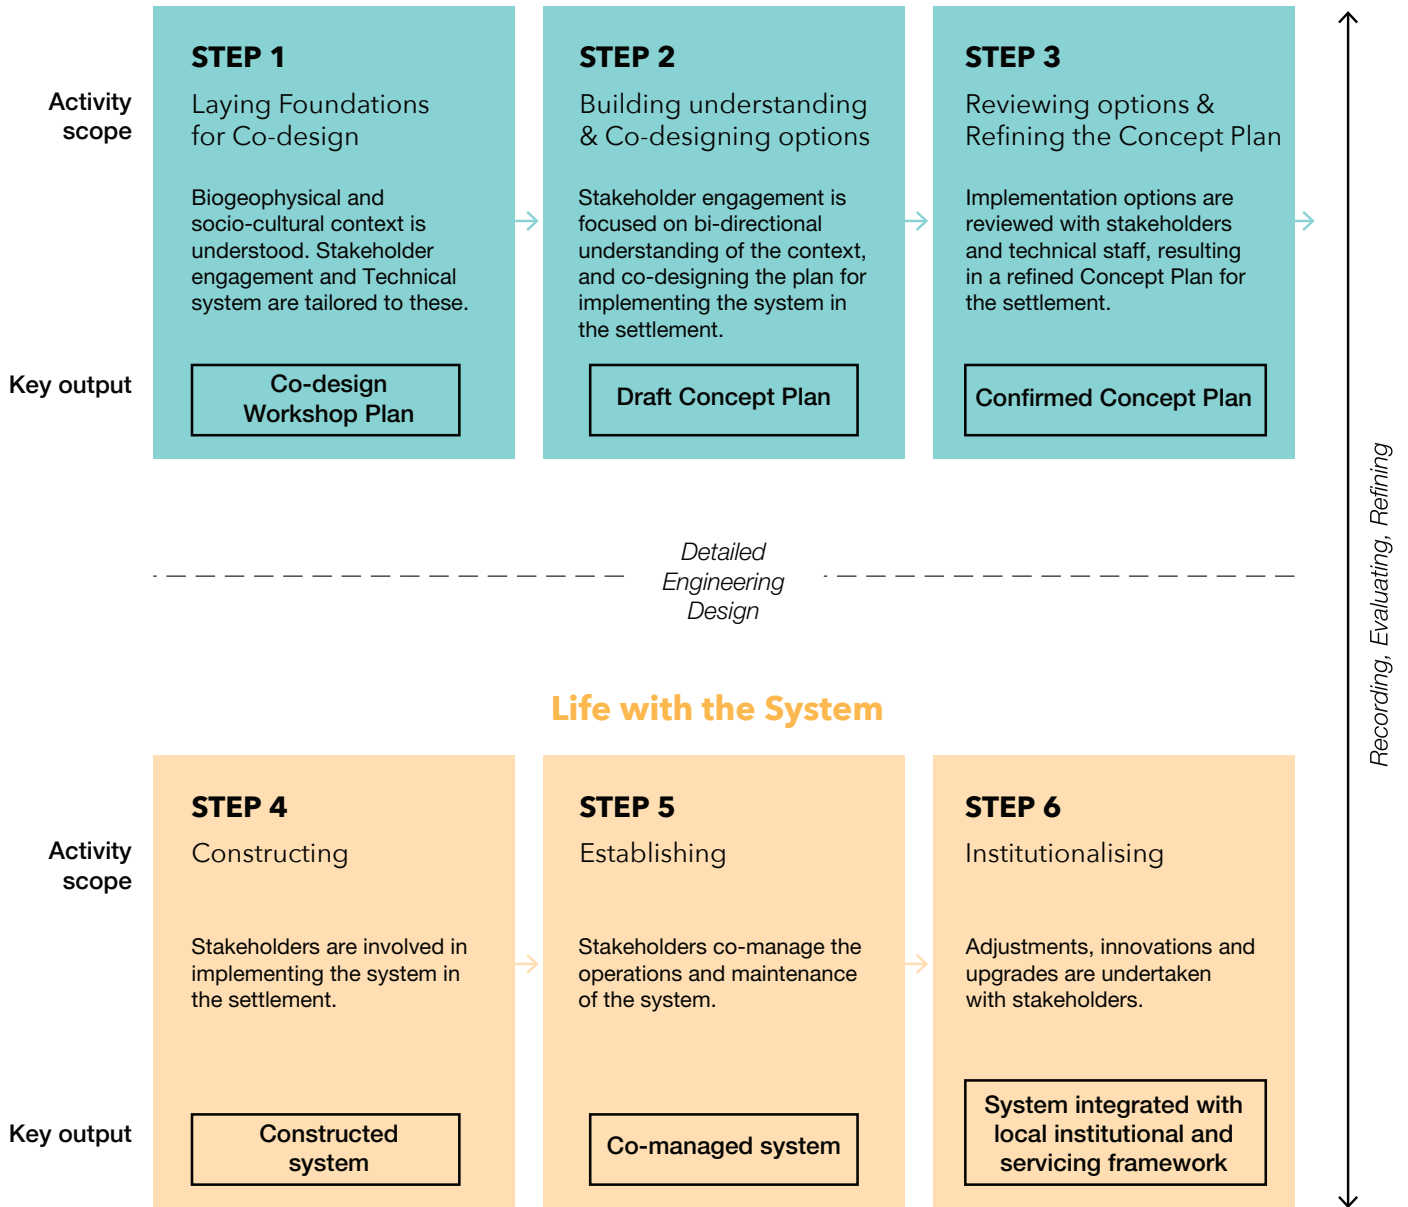 Activity
scope
STEP 1
Laying Foundations
for Co-design
Biogeophysical and
socio-cultural context is
understood. Stakeholder
engagement and Technical
system are tailored to these.
Key output
Co-design
Workshop Plan
STEP 2
Building understanding
& Co-designing options
Stakeholder engagement is
focused on bi-directional
understanding of the context,
and co-designing the plan for
implementing the system in
the settlement.
Draft Concept Plan
STEP 3
Reviewing options &
Refining the Concept Plan
Implementation options are
reviewed with stakeholders
and technical staff, resulting
in a refined Concept Plan for
the settlement.
Confirmed Concept Plan
Detailed
Engineering
Design
Recording, Evaluating, Refining
Life with the System
Activity
scope
STEP 4
Constructing
Stakeholders are involved in
implementing the system in
the settlement.
Key output
Constructed
system
STEP 5
Establishing
Stakeholders co-manage the
operations and maintenance
of the system.
Co-managed system
STEP 6
Institutionalising
Adjustments, innovations and
upgrades are undertaken
with stakeholders.
System integrated with
local institutional and
servicing framework